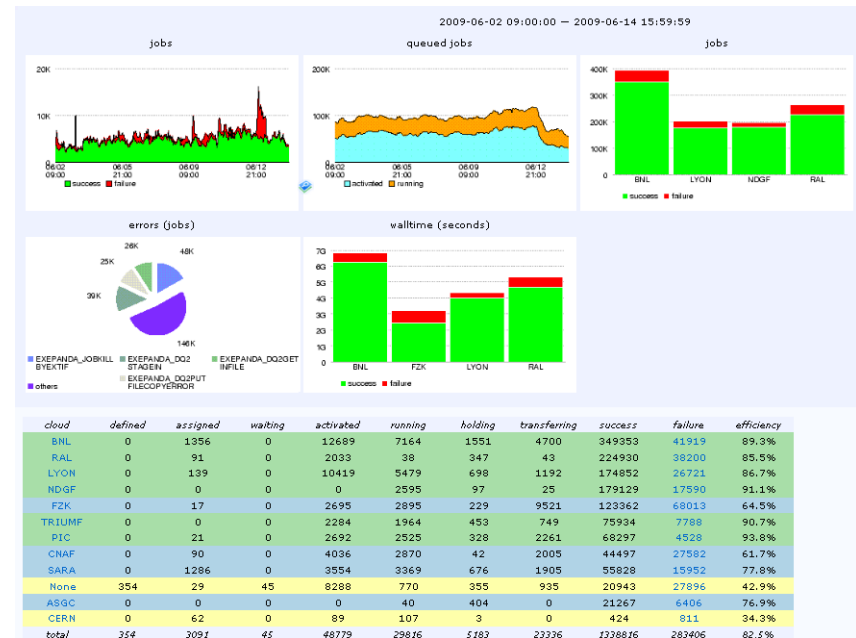 2009-06-02 09:00:00 — 2009-06-14 15:59:59
jobs queued jobs jobs
20K
10K
0
06/02 09:00 06/05 21:00 06/09 09:00 06/12 21:00
success failure
200K
100K
0
06/02 09:00 06/05 21:00 06/09 09:00 06/12 21:00
activated running
400K
300K
200K
100K
0
BNL LYON NDGF RAL
success failure
errors (jobs) walltime (seconds)
26K
48K
25K
39K
146K
EXEPANDA_JOBKILL BYEXTIF
EXEPANDA_DQ2 STAGEIN
EXEPANDA_DQ2GET INFILE
others
EXEPANDA_DQ2PUT FILECOPYERROR
7G
6G
5G
4G
3G
2G
1G
0
BNL FZK LYON RAL
success failure
cloud defined assigned waiting activated running holding transferring success failure efficiency
BNL 0 1356 0 12689 7164 1551 4700 349353 41919 89.3%
RAL 0 91 0 2033 38 347 43 224930 38200 85.5%
LYON 0 139 0 10419 5479 698 1192 174852 26721 86.7%
NDGF 0 0 0 0 2595 97 25 179129 17590 91.1%
FZK 0 17 0 2695 2895 229 9521 123362 68013 64.5%
TRIUMF 0 0 0 2284 1964 453 749 75934 7788 90.7%
PIC 0 21 0 2692 2525 328 2261 68297 4528 93.8%
CNAF 0 90 0 4036 2870 42 2005 44497 27582 61.7%
SARA 0 1286 0 3554 3369 676 1905 55828 15952 77.8%
None 354 29 45 8288 770 355 935 20943 27896 42.9%
ASGC 0 0 0 0 40 404 0 21267 6406 76.9%
CERN 0 62 0 89 107 3 0 424 811 34.3%
total 354 3091 45 48779 29816 5183 23336 1338816 283406 82.5%